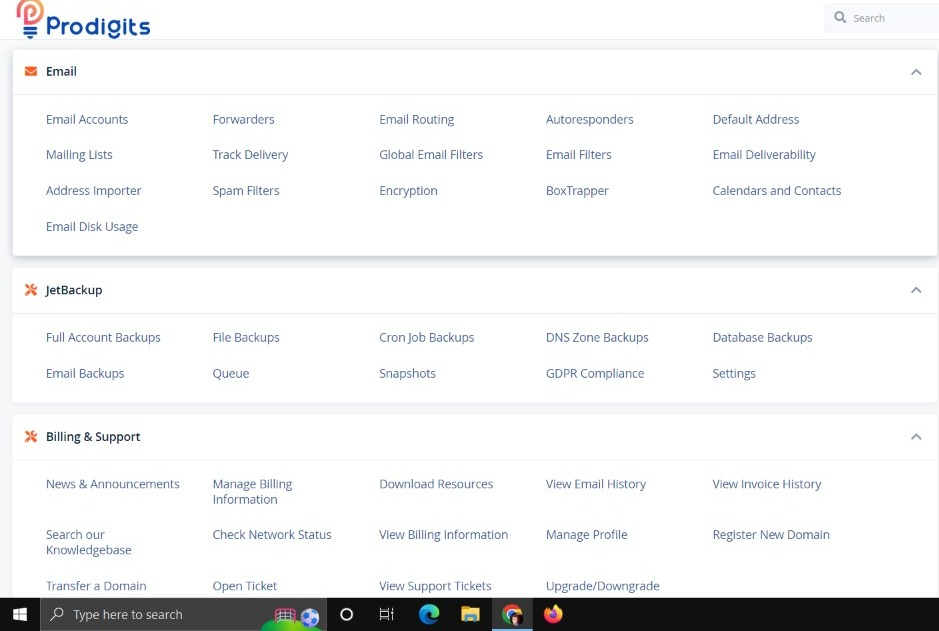 Prodigits
Search
Email
Email Accounts Forwarders Email Routing Autoresponders Default Address
Mailing Lists Track Delivery Global Email Filters Email Filters Email Deliverability
Address Importer Spam Filters Encryption BoxTrapper Calendars and Contacts
Email Disk Usage
JetBackup
Full Account Backups File Backups Cron Job Backups DNS Zone Backups Database Backups
Email Backups Queue Snapshots GDPR Compliance Settings
Billing & Support
News & Announcements Manage Billing Download Resources View Email History View Invoice History
Information
Search our Check Network Status View Billing Information Manage Profile Register New Domain
Knowledgebase
Transfer a Domain Open Ticket View Support Tickets Upgrade/Downgrade
Type here to search